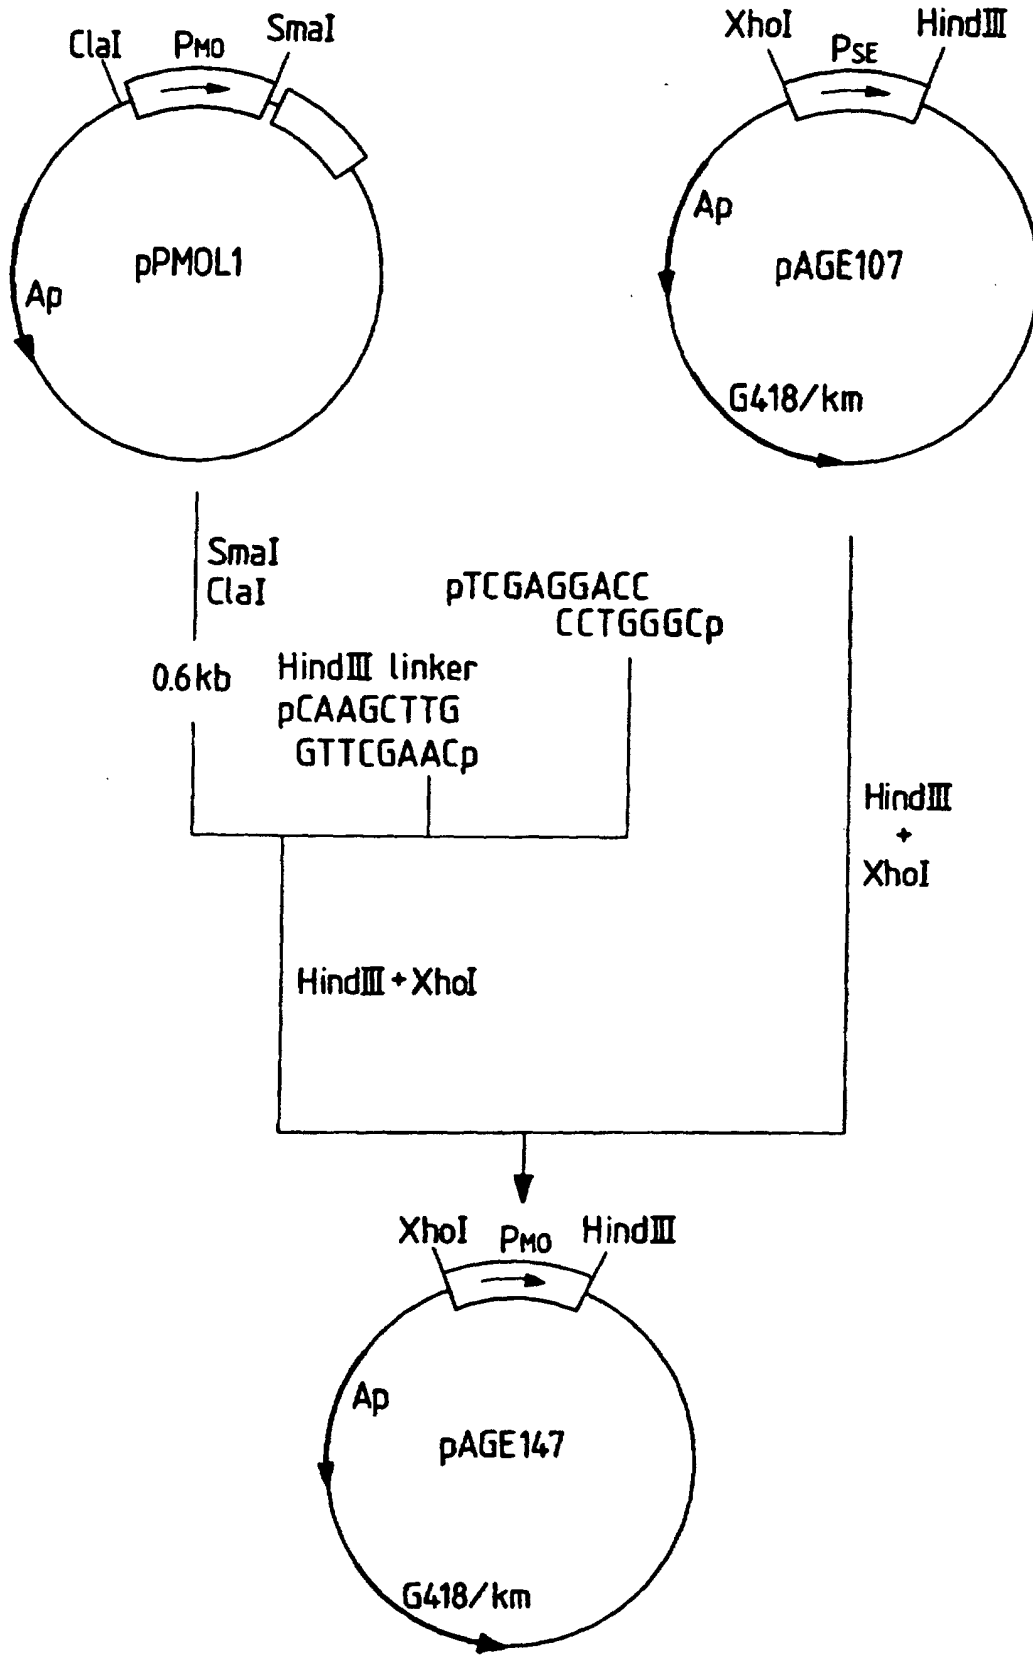 ClaI PMO SmaI
Ap
pPMOL1
XhoI PSE HindIII
Ap
pAGE107
G418/km
SmaI
ClaI
0.6kb
HindIII linker
pCAAGCTTG
GTTCGAACp
pTCGAGGACC
CCTGGGCp
HindIII
+
XhoI
HindIII+XhoI
XhoI PMO HindIII
Ap
pAGE147
G418/km